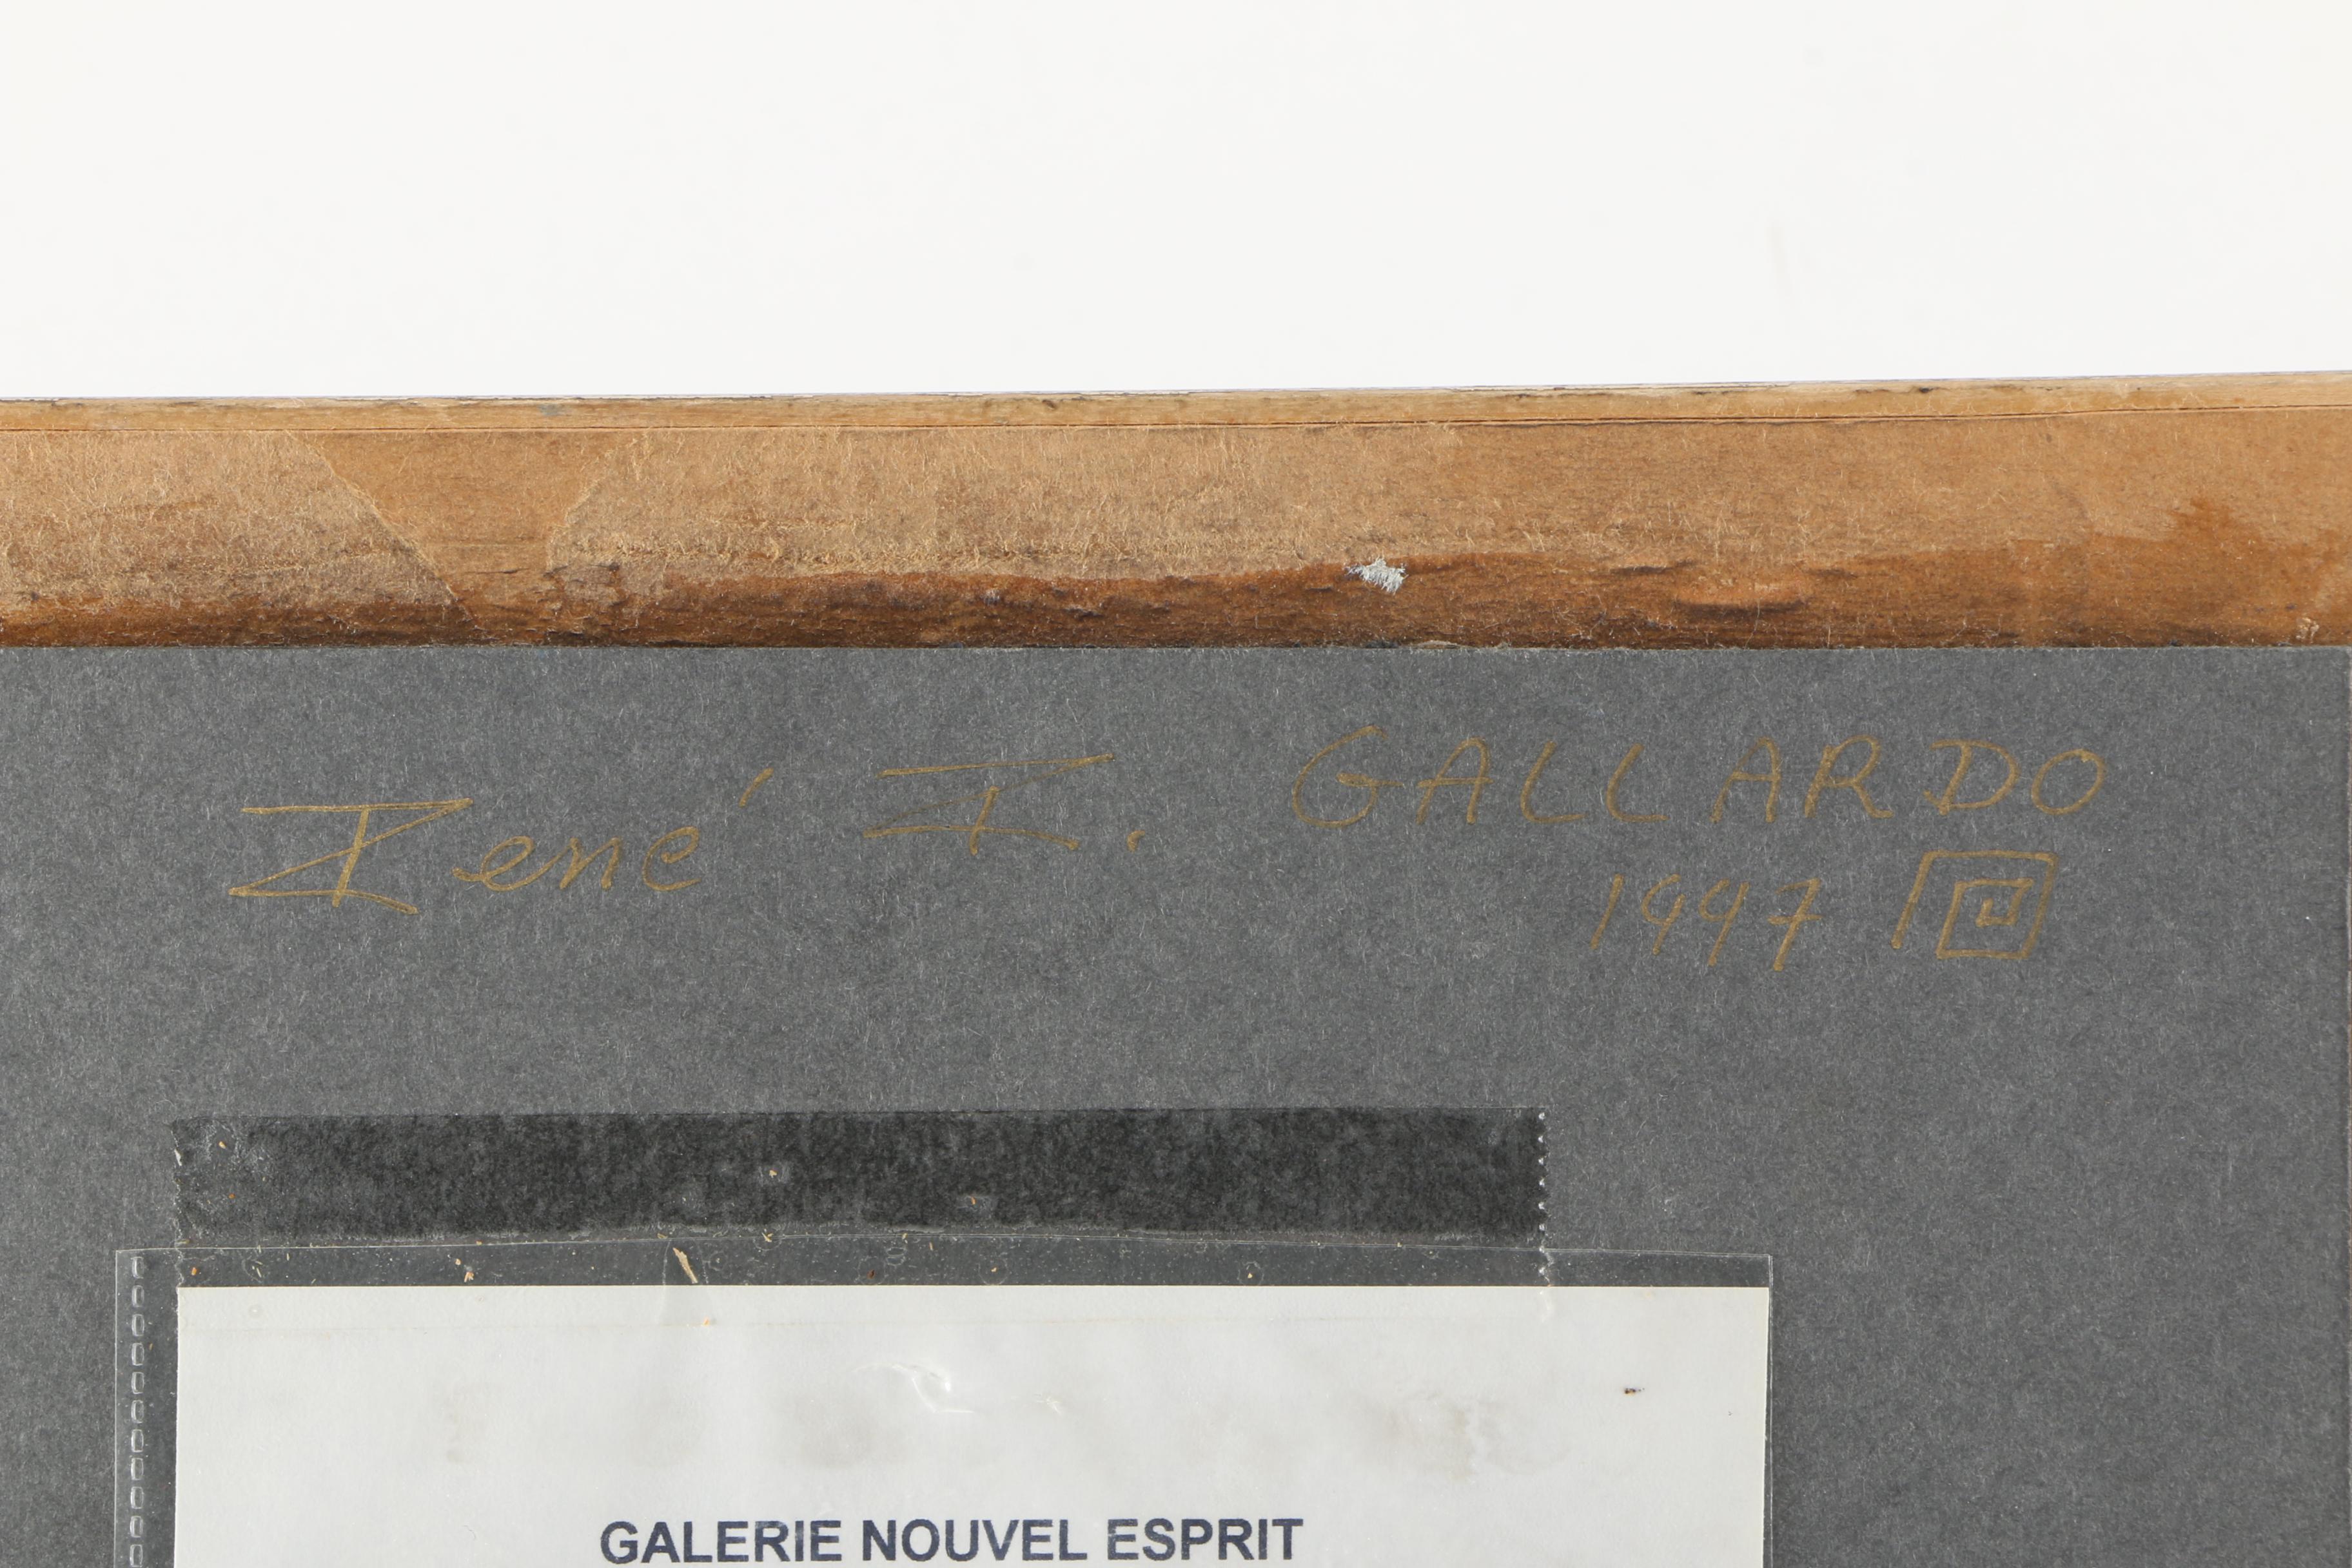 René R. GALLARDO
1997
GALERIE NOUVEL ESPRIT